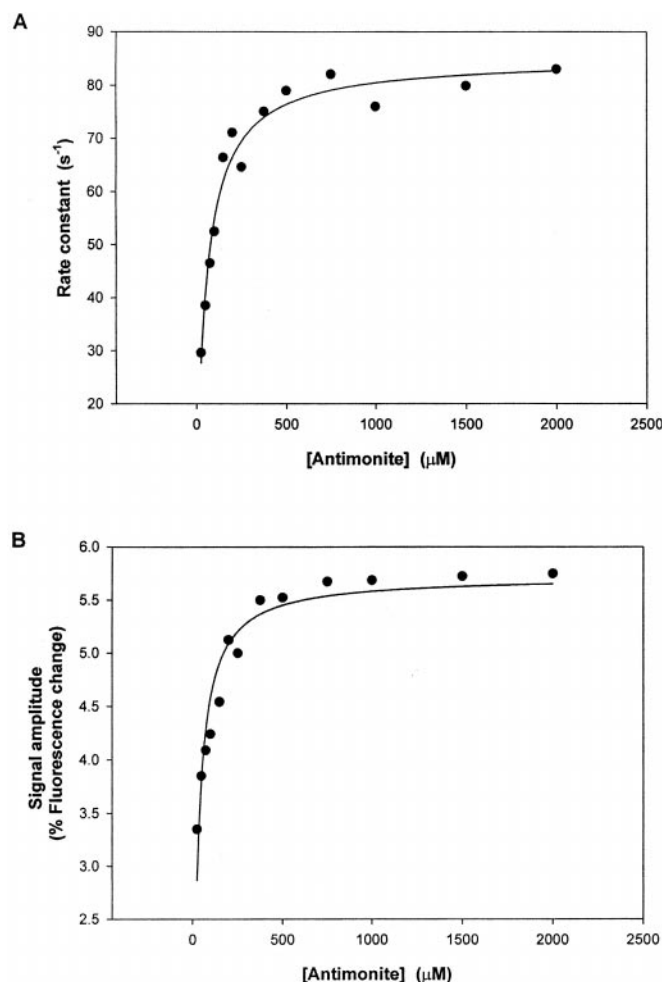 A
90
80
70
60
50
40
30
20
Rate constant (s⁻¹)
0 500 1000 1500 2000 2500
[Antimonite] (μM)
B
6.0
5.5
5.0
4.5
4.0
3.5
3.0
2.5
Signal amplitude
(% Fluorescence change)
0 500 1000 1500 2000 2500
[Antimonite] (μM)